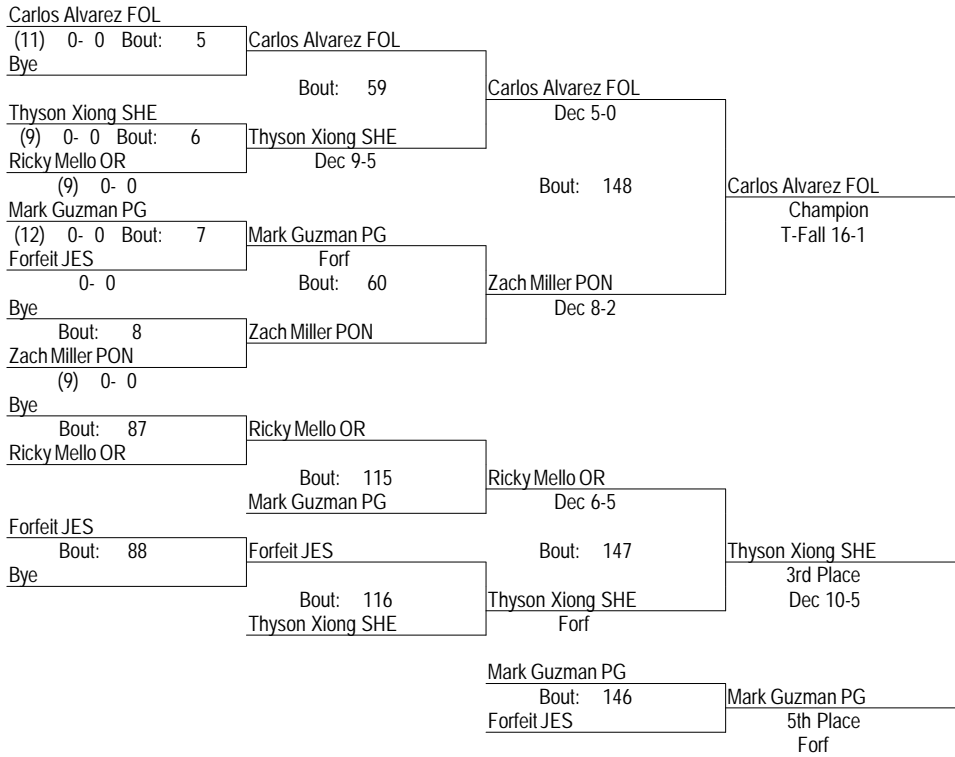 Carlos Alvarez FOL
(11) 0- 0 Bout: 5
Bye
Carlos Alvarez FOL
Bout: 59
Thyson Xiong SHE
(9) 0- 0 Bout: 6
Ricky Mello OR
(9) 0- 0
Thyson Xiong SHE
Dec 9-5
Carlos Alvarez FOL
Dec 5-0
Bout: 148
Mark Guzman PG
(12) 0- 0 Bout: 7
Forfeit JES
0- 0
Mark Guzman PG
Forf
Bout: 60
Bye
Bout: 8
Zach Miller PON
(9) 0- 0
Zach Miller PON
Zach Miller PON
Dec 8-2
Carlos Alvarez FOL
Champion
T-Fall 16-1
Bye
Bout: 87
Ricky Mello OR
Ricky Mello OR
Bout: 115
Mark Guzman PG
Ricky Mello OR
Dec 6-5
Bout: 147
Forfeit JES
Bout: 88
Bye
Forfeit JES
Bout: 116
Thyson Xiong SHE
Thyson Xiong SHE
Forf
Thyson Xiong SHE
3rd Place
Dec 10-5
Mark Guzman PG
Bout: 146
Forfeit JES
Mark Guzman PG
5th Place
Forf